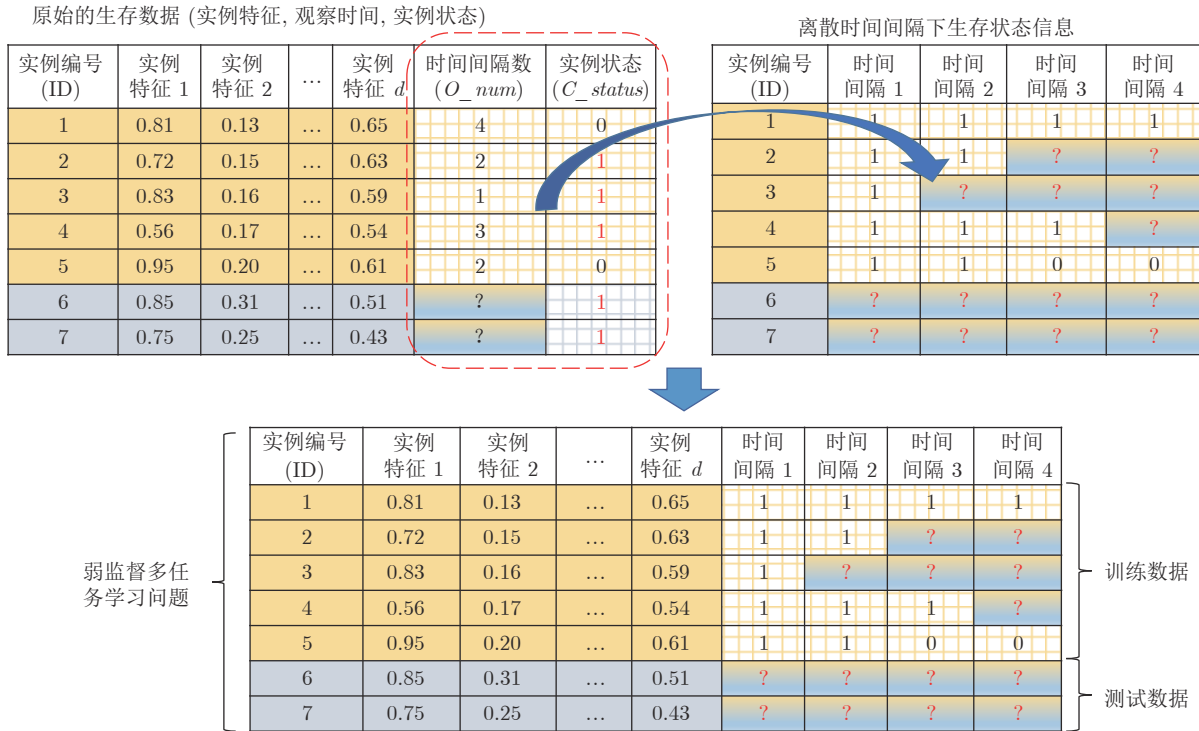 原始的生存数据 (实例特征, 观察时间, 实例状态)
实例编号 (ID) 实例 特征 1 实例 特征 2 … 实例 特征 d 时间间隔数 (O_num) 实例状态 (C_status)
1 0.81 0.13 … 0.65 4 0
2 0.72 0.15 … 0.63 2 1
3 0.83 0.16 … 0.59 1 1
4 0.56 0.17 … 0.54 3 1
5 0.95 0.20 … 0.61 2 0
6 0.85 0.31 … 0.51 ? 1
7 0.75 0.25 … 0.43 ? 1
离散时间间隔下生存状态信息
实例编号 (ID) 时间 间隔 1 时间 间隔 2 时间 间隔 3 时间 间隔 4
1 1 1 1 1
2 1 1 ? ?
3 1 ? ? ?
4 1 1 1 ?
5 1 1 0 0
6 ? ? ? ?
7 ? ? ? ?
弱监督多任
务学习问题
实例编号 (ID) 实例 特征 1 实例 特征 2 … 实例 特征 d 时间 间隔 1 时间 间隔 2 时间 间隔 3 时间 间隔 4
1 0.81 0.13 … 0.65 1 1 1 1
2 0.72 0.15 … 0.63 1 1 ? ?
3 0.83 0.16 … 0.59 1 ? ? ?
4 0.56 0.17 … 0.54 1 1 1 ?
5 0.95 0.20 … 0.61 1 1 0 0
6 0.85 0.31 … 0.51 ? ? ? ?
7 0.75 0.25 … 0.43 ? ? ? ?
训练数据
测试数据